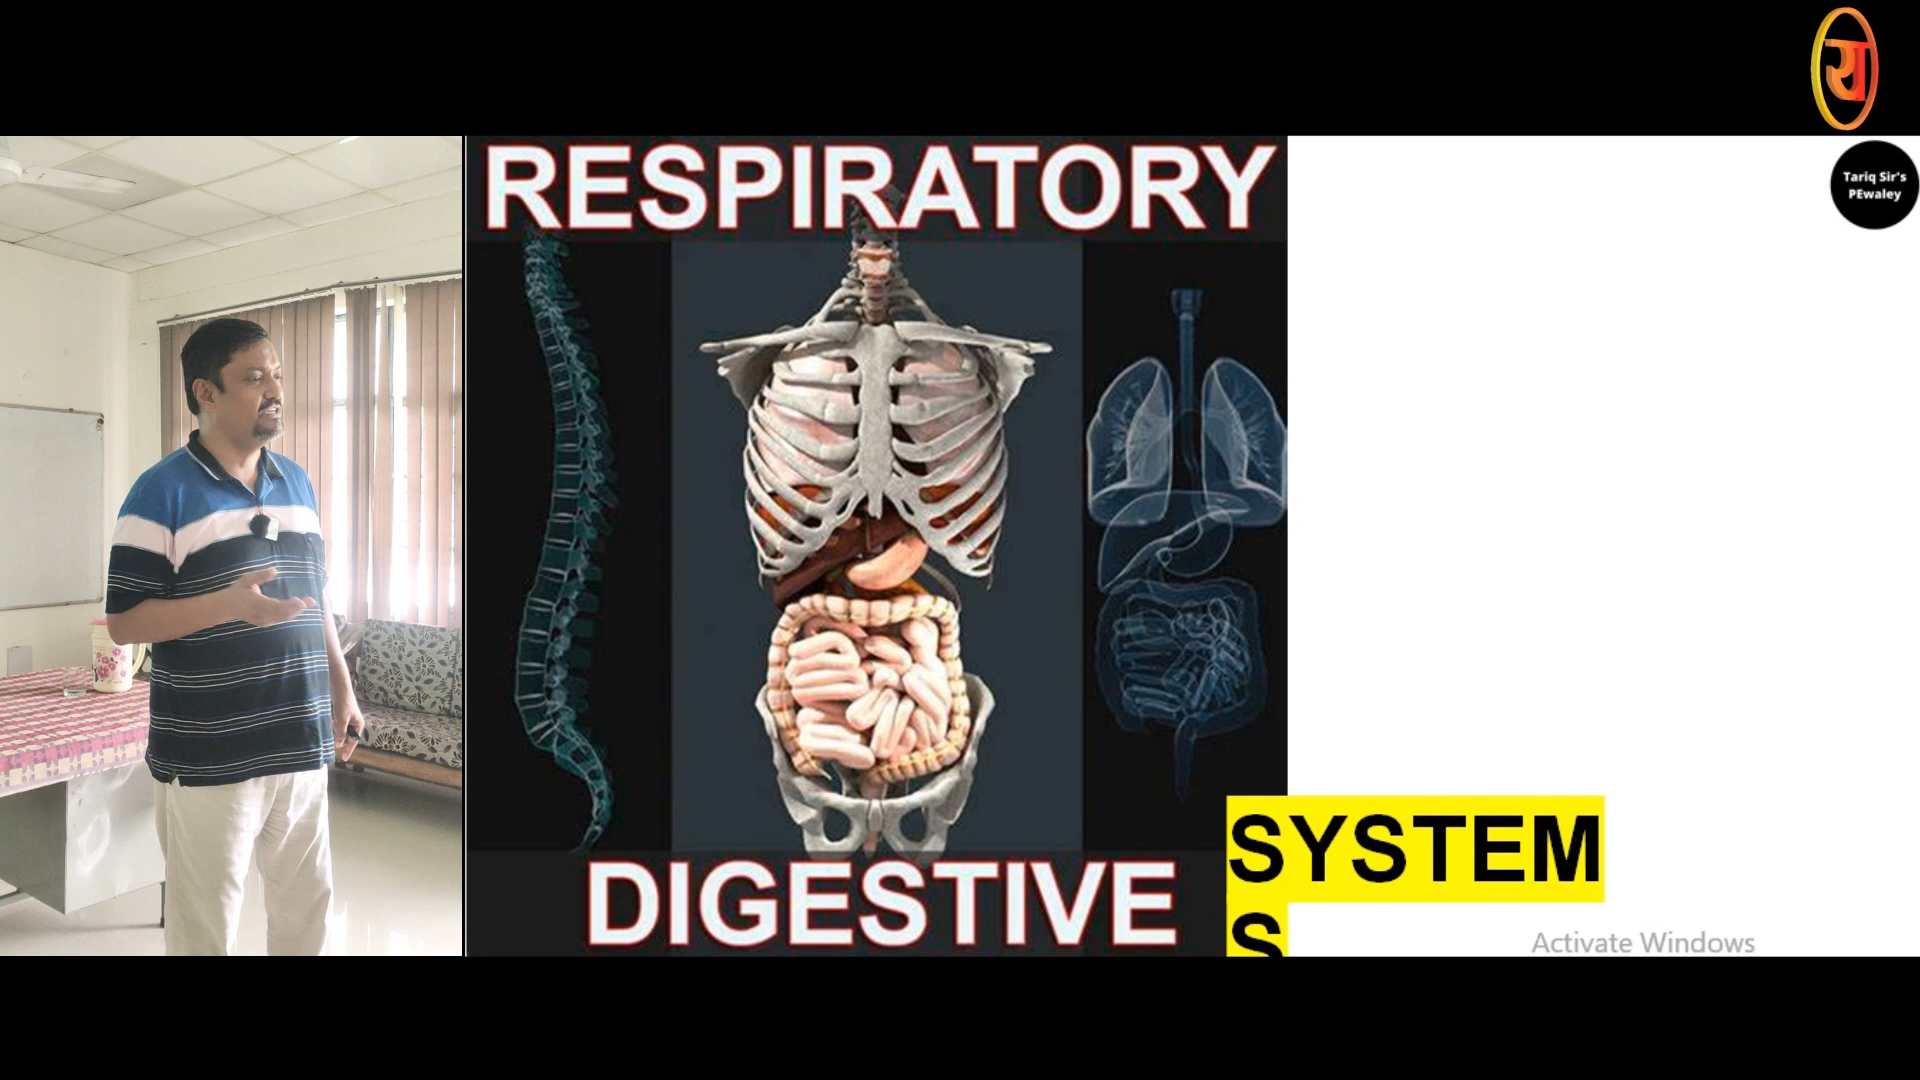 य
Tariq Sir's
PEwaley
RESPIRATORY
DIGESTIVE
SYSTEM
S
Activate Windows